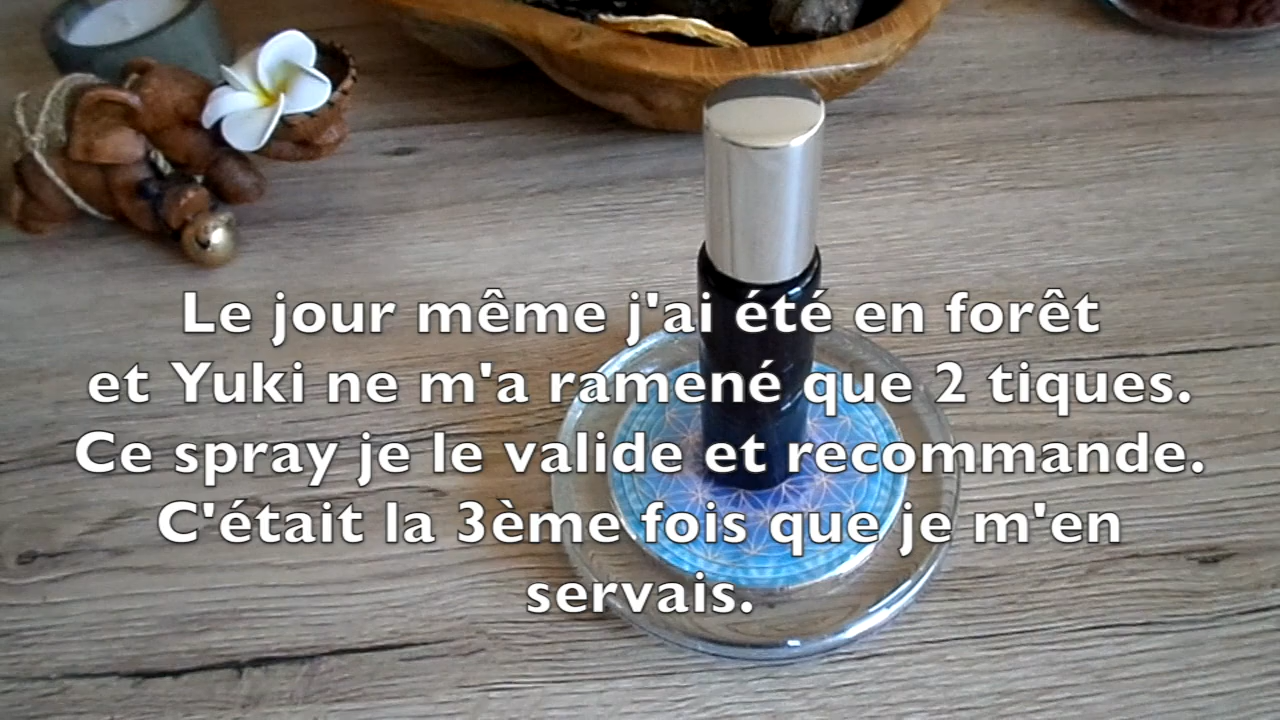 Le jour même j'ai été en forêt
et Yuki ne m'a ramené que 2 tiques.
Ce spray je le valide et recommande.
C'était la 3ème fois que je m'en
servais.